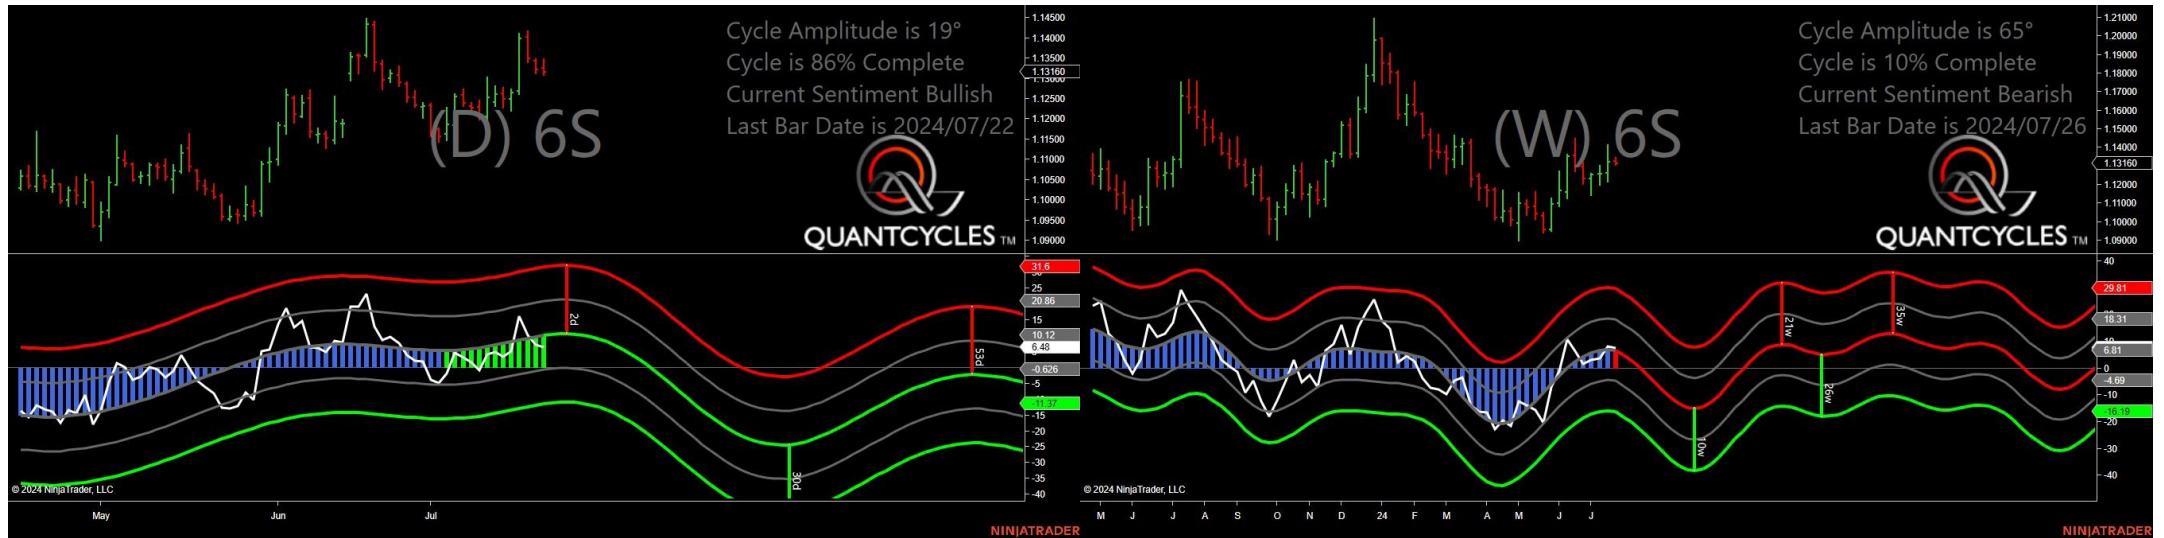 Cycle Amplitude is 19°
Cycle is 86% Complete
Current Sentiment Bullish
Last Bar Date is 2024/07/22
(D) 6S
QUANTCYCLES TM
1.14500
1.14000
1.13500
1.13160
1.12500
1.12000
1.11500
1.11000
1.10500
1.10000
1.09500
1.09000
31.6
25
20.86
15
10.12
6.48
-0.626
-5
-11.37
-15
-20
-25
-30
-35
-40
2d
30d
53d
© 2024 NinjaTrader, LLC
May
Jun
Jul
NINJATRADER
Cycle Amplitude is 65°
Cycle is 10% Complete
Current Sentiment Bearish
Last Bar Date is 2024/07/26
(W) 6S
QUANTCYCLES TM
1.21000
1.20000
1.19000
1.18000
1.17000
1.16000
1.15000
1.14000
1.13160
1.12000
1.11000
1.10000
1.09000
40
29.81
18.31
6.81
0
-4.69
-10
-16.19
-20
-30
-40
10w
21w
26w
35w
© 2024 NinjaTrader, LLC
M J J A S O N D 24 F M A M J J
NINJATRADER